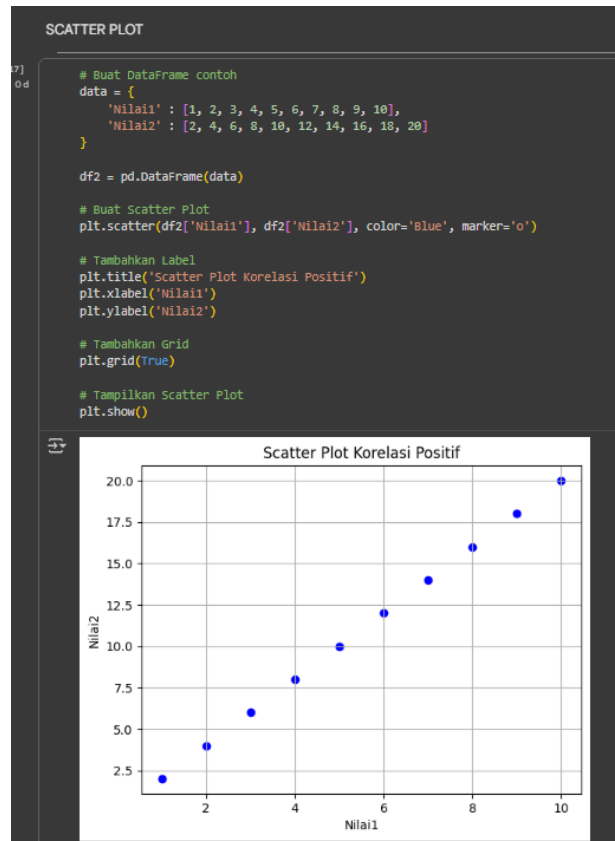 SCATTER PLOT
17]
0 d
# Buat DataFrame contoh
data = {
'Nilai1' : [1, 2, 3, 4, 5, 6, 7, 8, 9, 10],
'Nilai2' : [2, 4, 6, 8, 10, 12, 14, 16, 18, 20]
}
df2 = pd.DataFrame(data)
# Buat Scatter Plot
plt.scatter(df2['Nilai1'], df2['Nilai2'], color='Blue', marker='o')
# Tambahkan Label
plt.title('Scatter Plot Korelasi Positif')
plt.xlabel('Nilai1')
plt.ylabel('Nilai2')
# Tambahkan Grid
plt.grid(True)
# Tampilkan Scatter Plot
plt.show()
Scatter Plot Korelasi Positif
20.0
17.5
15.0
12.5
10.0
7.5
5.0
2.5
Nilai2
2 4 6 8 10
Nilai1